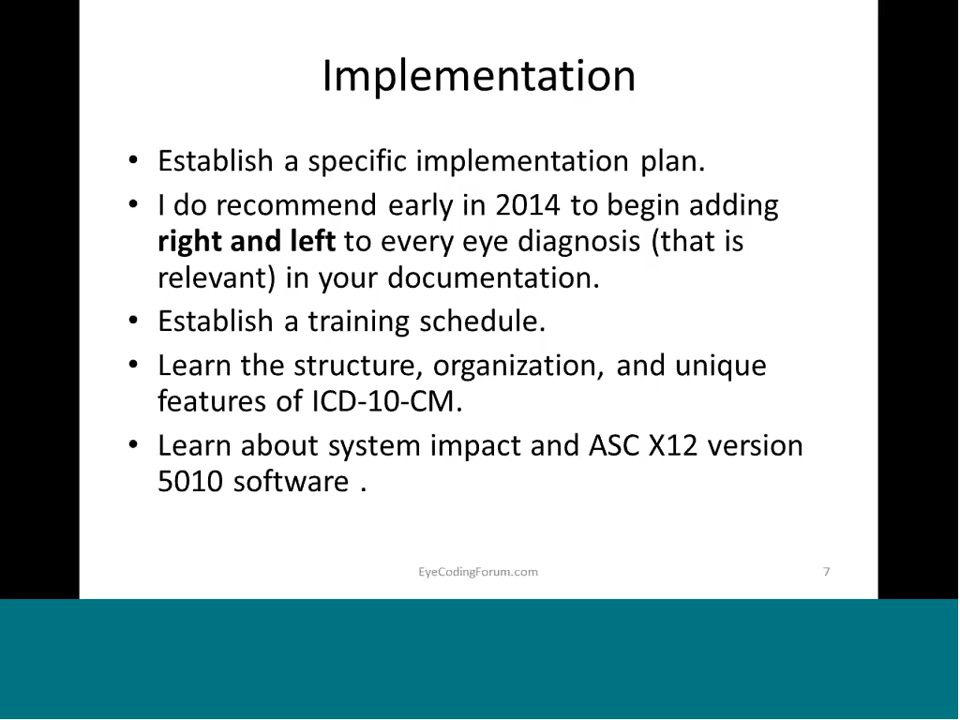 Implementation
• Establish a specific implementation plan.
• I do recommend early in 2014 to begin adding
right and left to every eye diagnosis (that is
relevant) in your documentation.
• Establish a training schedule.
• Learn the structure, organization, and unique
features of ICD-10-CM.
• Learn about system impact and ASC X12 version
5010 software .
EyeCodingForum.com
7